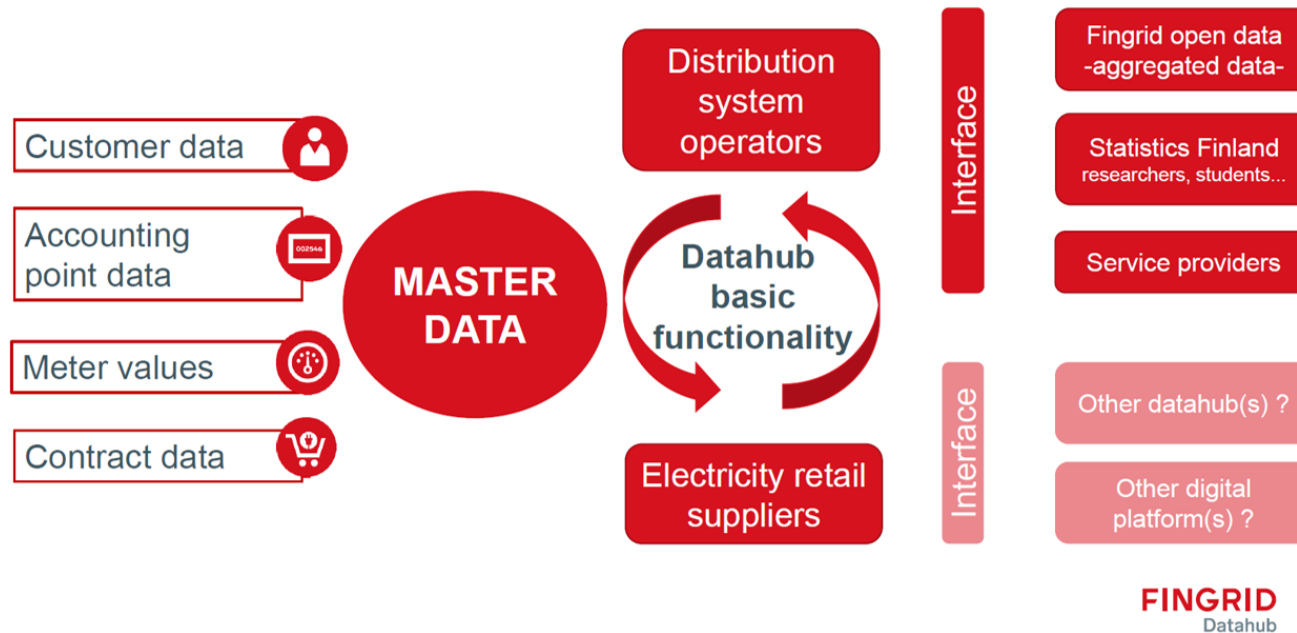 Customer data
Accounting
point data
002546
Meter values
Contract data
MASTER
DATA
Distribution
system
operators
Datahub
basic
functionality
Electricity retail
suppliers
Interface
Fingrid open data
-aggregated data-
Statistics Finland
researchers, students...
Service providers
Interface
Other datahub(s) ?
Other digital
platform(s) ?
FINGRID
Datahub